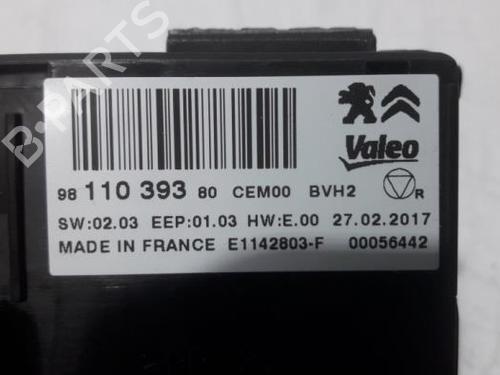 B-PARTS
Valeo
98 110 393 80 CEM00 BVH2 R
SW:02.03 EEP:01.03 HW:E.00 27.02.2017
MADE IN FRANCE E1142803-F 00056442